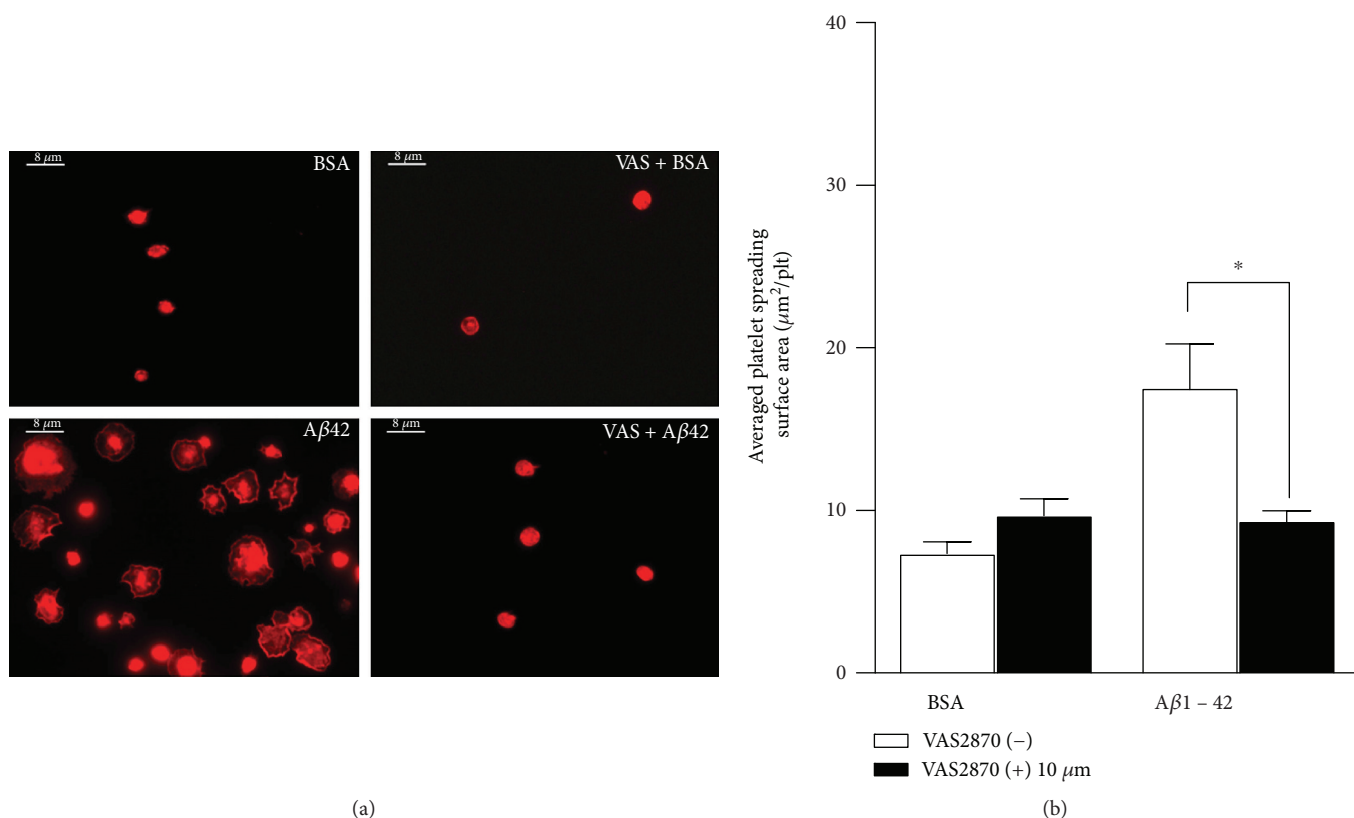 8 μm
BSA
8 μm
VAS + BSA
8 μm
Aβ42
8 μm
VAS + Aβ42
(a)
Averaged platelet spreading
surface area (μm²/plt)
40
30
20
10
0
*
BSA
Aβ1 – 42
VAS2870 (−)
VAS2870 (+) 10 μm
(b)